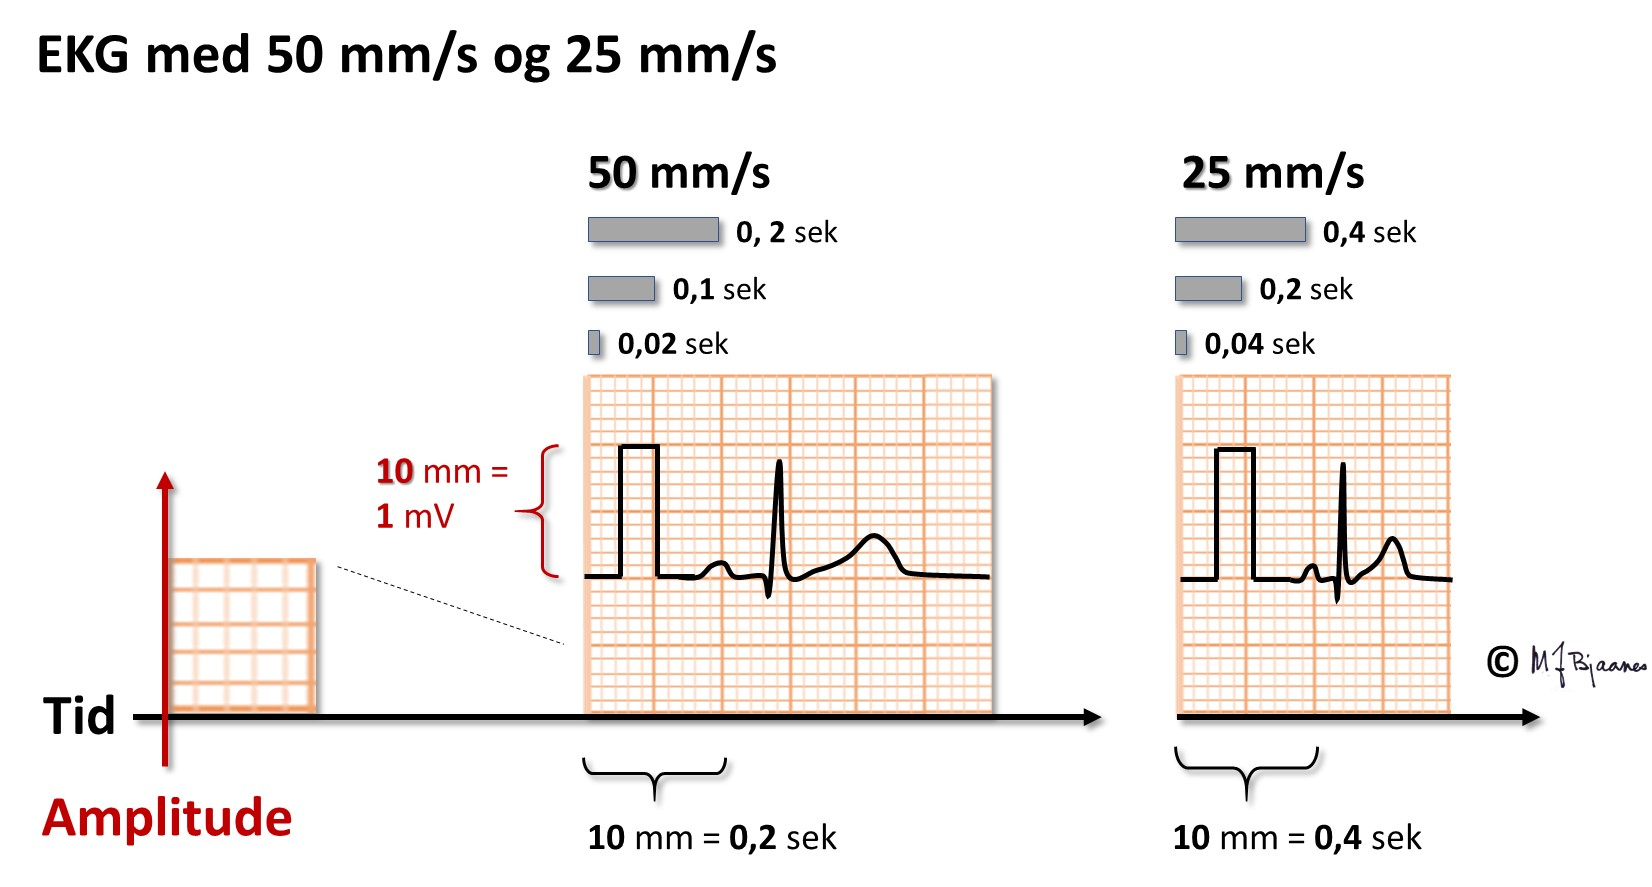 EKG med 50 mm/s og 25 mm/s
50 mm/s
0, 2 sek
0,1 sek
0,02 sek
25 mm/s
0,4 sek
0,2 sek
0,04 sek
10 mm =
1 mV
Tid
Amplitude
10 mm = 0,2 sek
10 mm = 0,4 sek
© M J Bjaanes